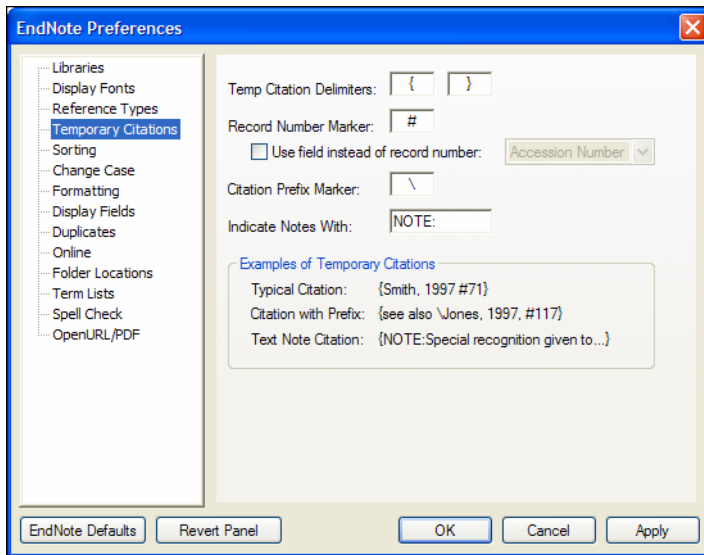 EndNote Preferences
Libraries
Display Fonts
Reference Types
Temporary Citations
Sorting
Change Case
Formatting
Display Fields
Duplicates
Online
Folder Locations
Term Lists
Spell Check
OpenURL/PDF
Temp Citation Delimiters: { }
Record Number Marker: #
Use field instead of record number: Accession Number
Citation Prefix Marker: \
Indicate Notes With: NOTE:
Examples of Temporary Citations
Typical Citation: {Smith, 1997 #71}
Citation with Prefix: {see also \Jones, 1997, #117}
Text Note Citation: {NOTE:Special recognition given to...}
EndNote Defaults Revert Panel OK Cancel Apply